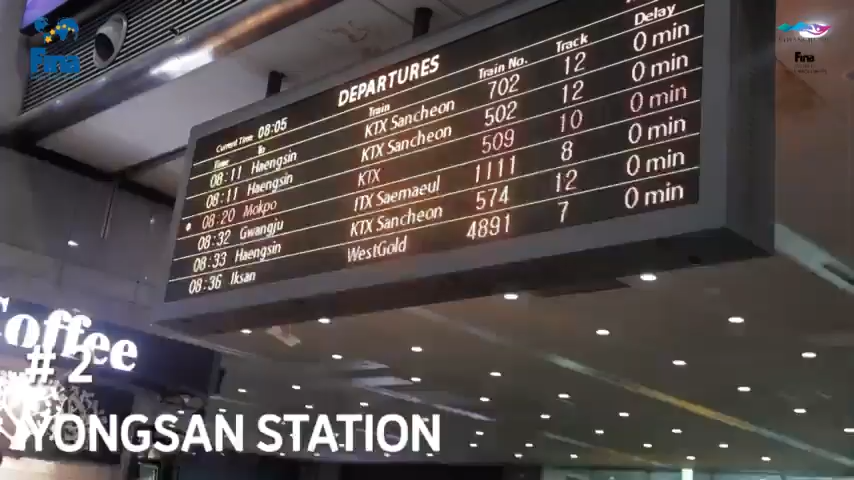 Fina
Fina
DEPARTURES
Current Time 08:05
Time To Train Train No. Track Delay
08:11 Haengsin KTX Sancheon 702 12 0 min
08:11 Haengsin KTX Sancheon 502 12 0 min
08:20 Mokpo KTX 509 10 0 min
08:32 Gwangju ITX Saemaeul 1111 8 0 min
08:33 Haengsin KTX Sancheon 574 12 0 min
08:36 Iksan WestGold 4891 7 0 min
Coffee
# 2
YONGSAN STATION